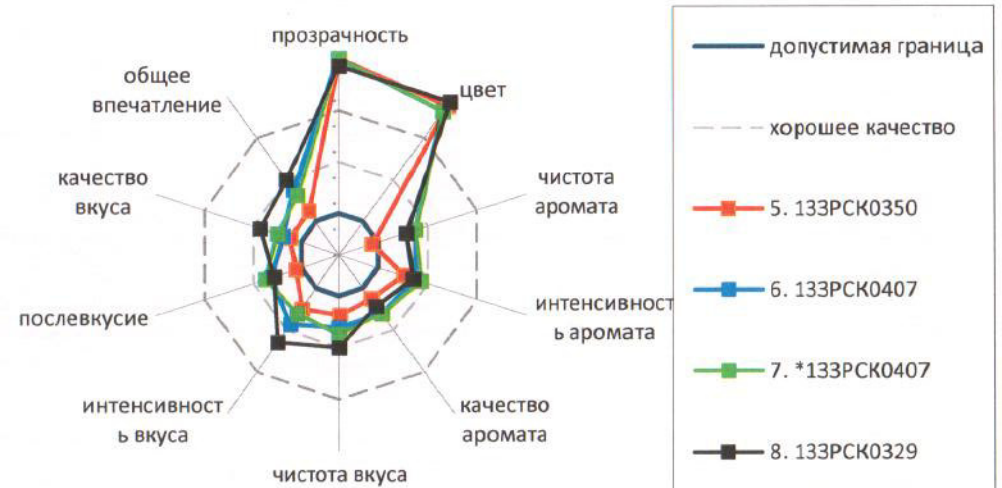 прозрачность
цвет
чистота
аромата
интенсивност
ь аромата
качество
аромата
чистота вкуса
интенсивност
ь вкуса
послевкусие
качество
вкуса
общее
впечатление
допустимая граница
хорошее качество
5. 133РСК0350
6. 133РСК0407
7. *133РСК0407
8. 133РСК0329